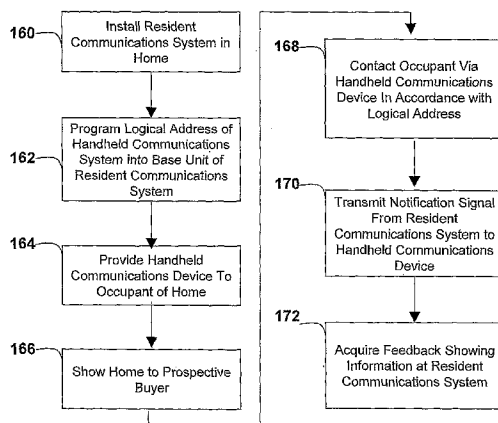 160
Install Resident
Communications System in
Home
162
Program Logical Address of
Handheld Communications
System into Base Unit of
Resident Communications
System
164
Provide Handheld
Communications Device To
Occupant of Home
166
Show Home to Prospective
Buyer
168
Contact Occupant Via
Handheld Communications
Device In Accordance with
Logical Address
170
Transmit Notification Signal
From Resident
Communications System to
Handheld Communications
Device
172
Acquire Feedback Showing
Information at Resident
Communications System